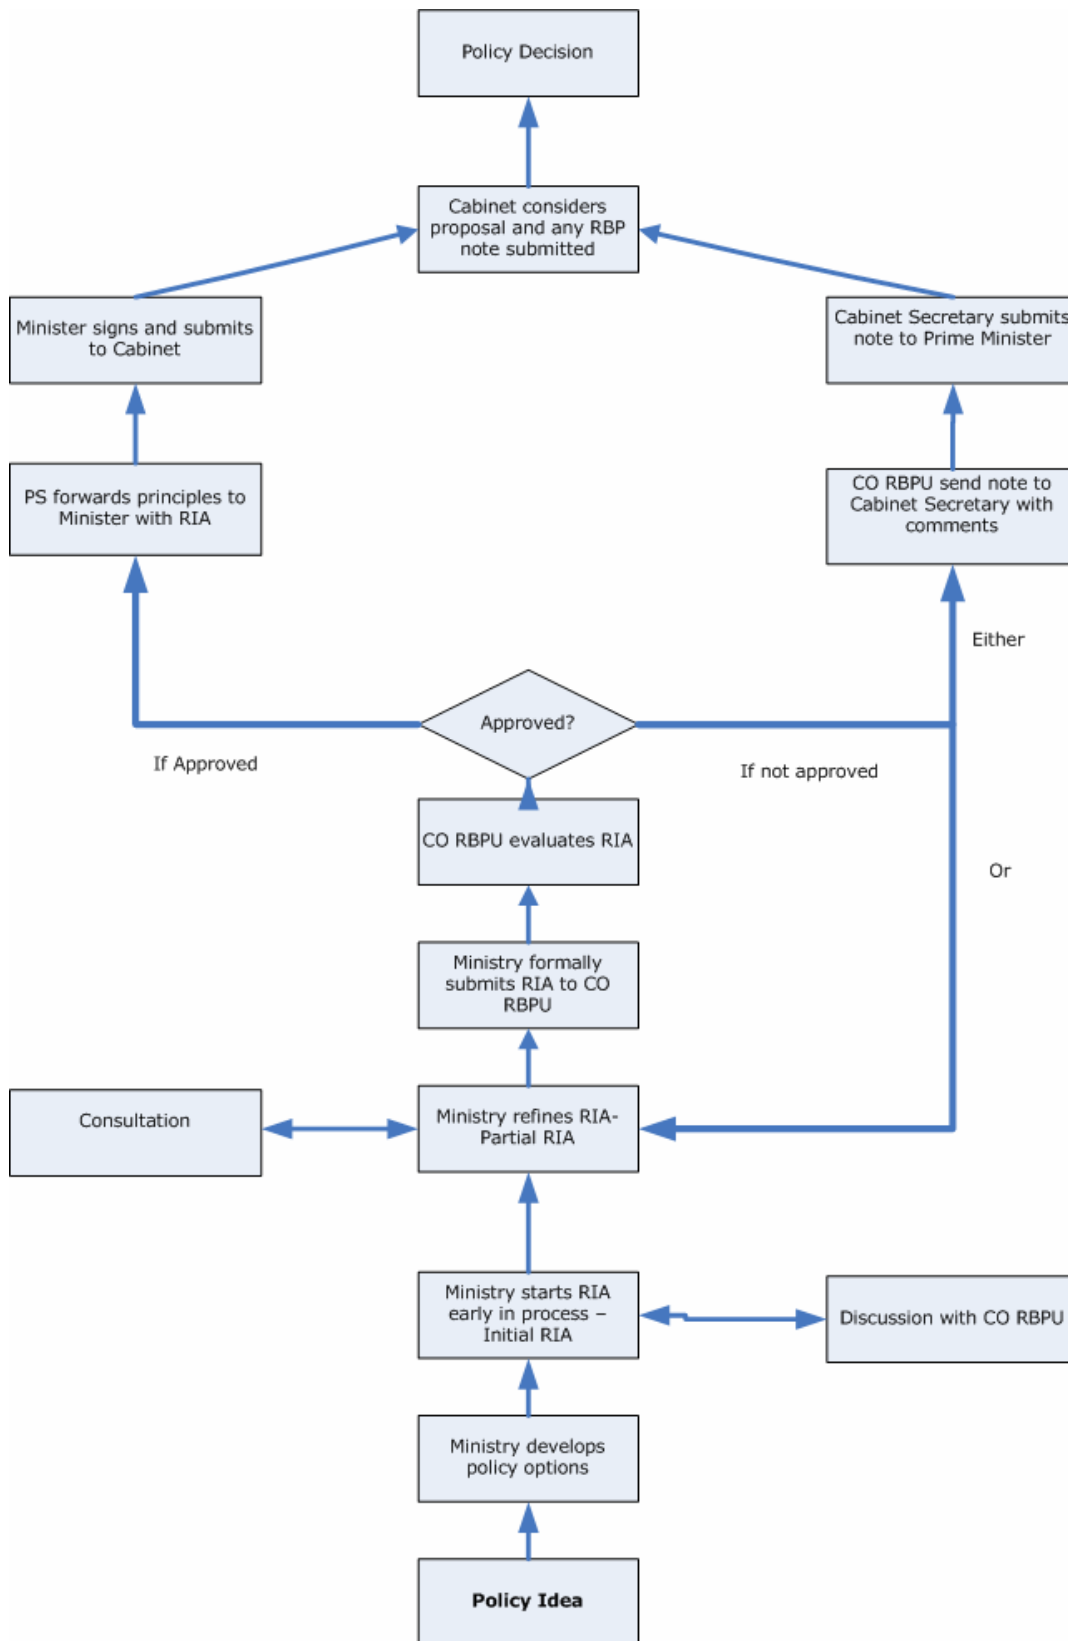 Policy Decision
Cabinet considers
proposal and any RBP
note submitted
Minister signs and submits
to Cabinet
Cabinet Secretary submits
note to Prime Minister
PS forwards principles to
Minister with RIA
CO RBPU send note to
Cabinet Secretary with
comments
Either
Approved?
If Approved
If not approved
CO RBPU evaluates RIA
Or
Ministry formally
submits RIA to CO
RBPU
Consultation
Ministry refines RIA-
Partial RIA
Ministry starts RIA
early in process –
Initial RIA
Discussion with CO RBPU
Ministry develops
policy options
Policy Idea